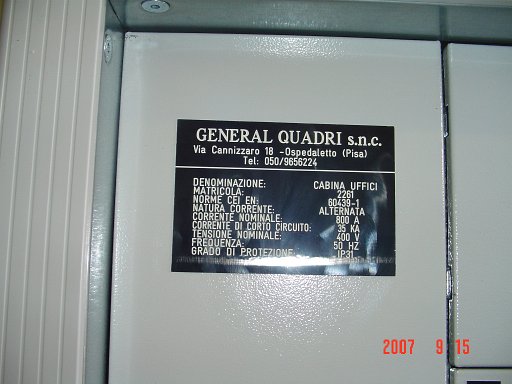 GENERAL QUADRI s.n.c.
Via Cannizzaro 18 -Ospedaletto (Pisa)
Tel: 050/9656224
DENOMINAZIONE: CABINA UFFICI
MATRICOLA: 2261
NORME CEI EN: 60439-1
NATURA CORRENTE: ALTERNATA
CORRENTE NOMINALE: 800 A
CORRENTE DI CORTO CIRCUITO: 35 KA
TENSIONE NOMINALE: 400 V
FREQUENZA: 50 HZ
GRADO DI PROTEZIONE IP31
2007 9 15